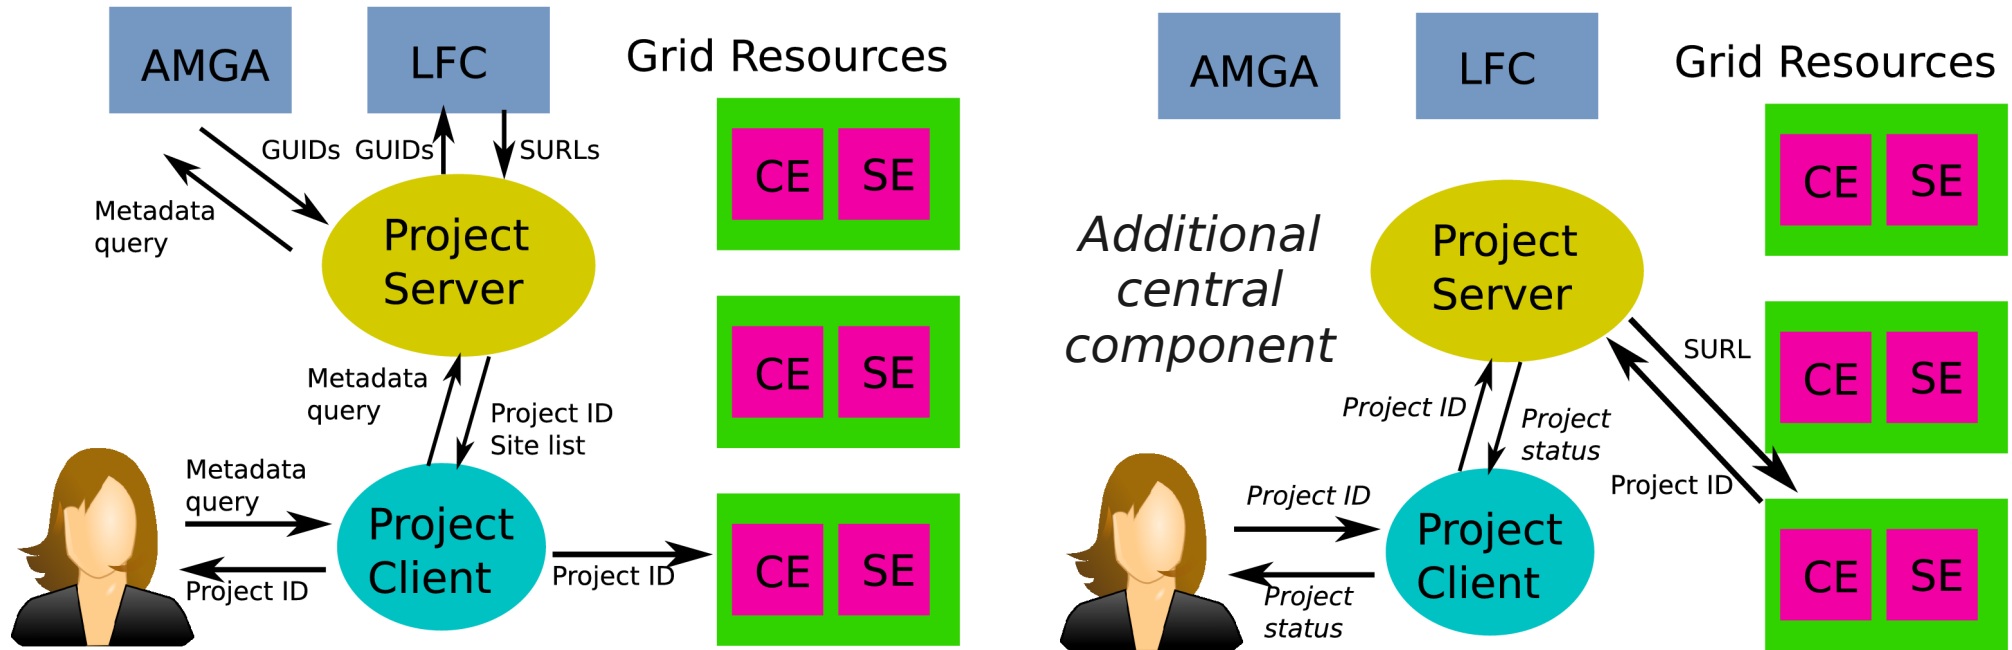 AMGA
LFC
Grid Resources
GUIDs
GUIDs
SURLs
Metadata
query
Project
Server
CE
SE
CE
SE
Metadata
query
Project ID
Site list
Metadata
query
Project ID
Project
Client
Project ID
CE
SE
AMGA
LFC
Grid Resources
CE
SE
Additional
central
component
Project
Server
SURL
CE
SE
Project ID
Project
status
Project ID
Project ID
Project
status
Project
Client
CE
SE